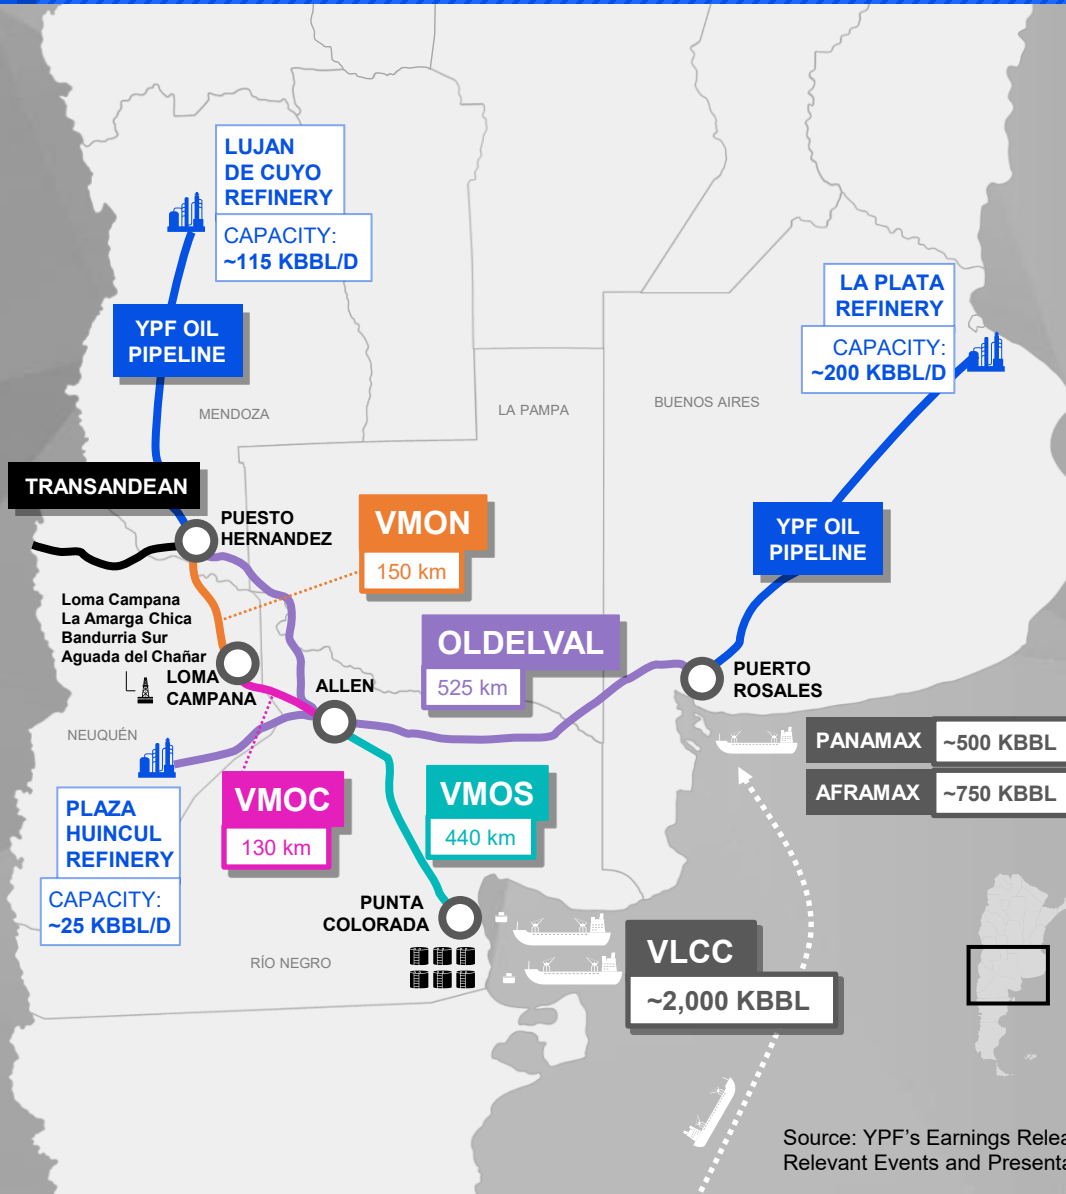 LUJAN
DE CUYO
REFINERY
CAPACITY:
~115 KBBL/D
YPF OIL
PIPELINE
LA PLATA
REFINERY
CAPACITY:
~200 KBBL/D
MENDOZA
LA PAMPA
BUENOS AIRES
TRANSANDEAN
PUESTO
HERNANDEZ
VMON
150 km
YPF OIL
PIPELINE
Loma Campana
La Amarga Chica
Bandurria Sur
Aguada del Chañar
LOMA
CAMPANA
ALLEN
OLDELVAL
525 km
PUERTO
ROSALES
NEUQUÉN
PANAMAX
~500 KBBL
AFRAMAX
~750 KBBL
VMOC
130 km
VMOS
440 km
PLAZA
HUINCUL
REFINERY
CAPACITY:
~25 KBBL/D
PUNTA
COLORADA
RÍO NEGRO
VLCC
~2,000 KBBL
Source: YPF's Earnings
Relevant Events and